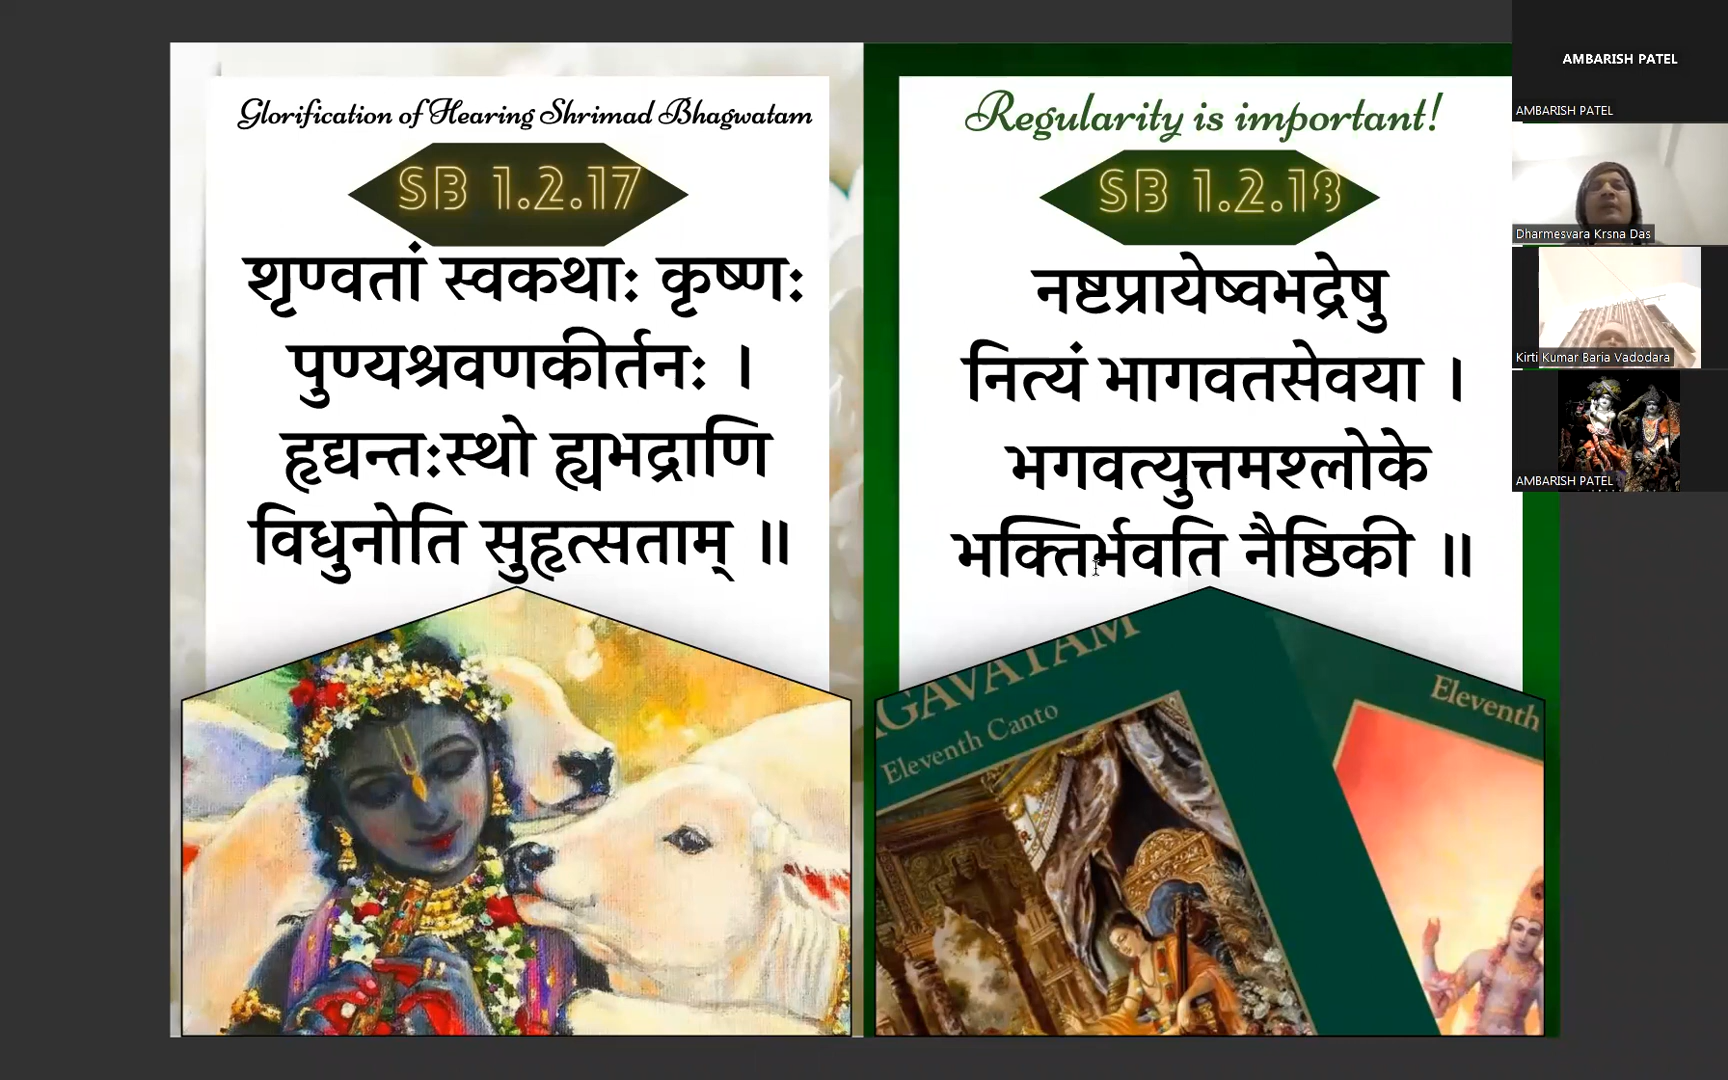 Glorification of Hearing Shrimad Bhagwatam
SB 1.2.17
शृण्वतां स्वकथाः कृष्णः
पुण्यश्रवणकीर्तनः ।
हृद्यन्तःस्थो ह्यभद्राणि
विधुनोति सुहृत्सताम् ॥
Regularity is important!
SB 1.2.18
नष्टप्रायेष्वभद्रेषु
नित्यं भागवतसेवया ।
भगवत्युत्तमश्लोके
भक्तिर्भवति नैष्ठिकी ॥
GAVATAM
Eleventh Canto
Eleventh
AMBARISH PATEL
AMBARISH PATEL
Dharmesvara Krsna Das
Kirti Kumar Baria Vadodara
AMBARISH PATEL